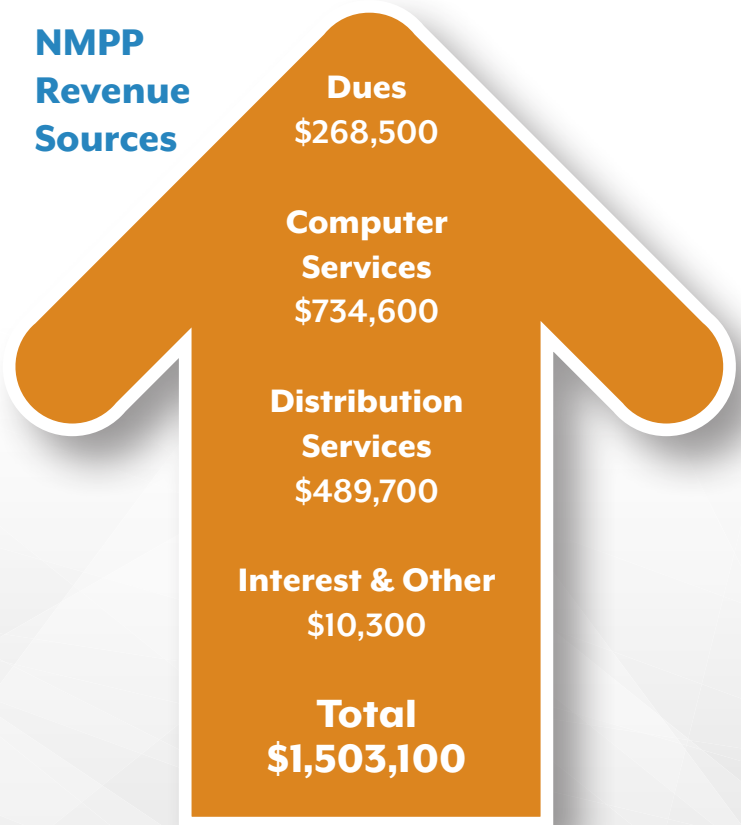 NMPP
Revenue
Sources
Dues
$268,500
Computer
Services
$734,600
Distribution
Services
$489,700
Interest & Other
$10,300
Total
$1,503,100